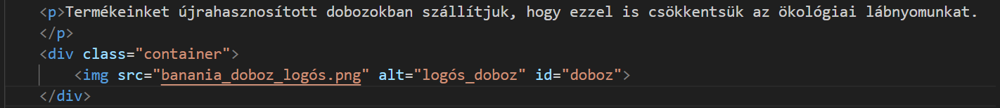 <p>Termékeinket újrahasznosított dobozokban szállítjuk, hogy ezzel is csökkentsük az ökológiai lábnyomunkat.
</p>
<div class="container">
<img src="banania_doboz_logós.png" alt="logós_doboz" id="doboz">
</div>